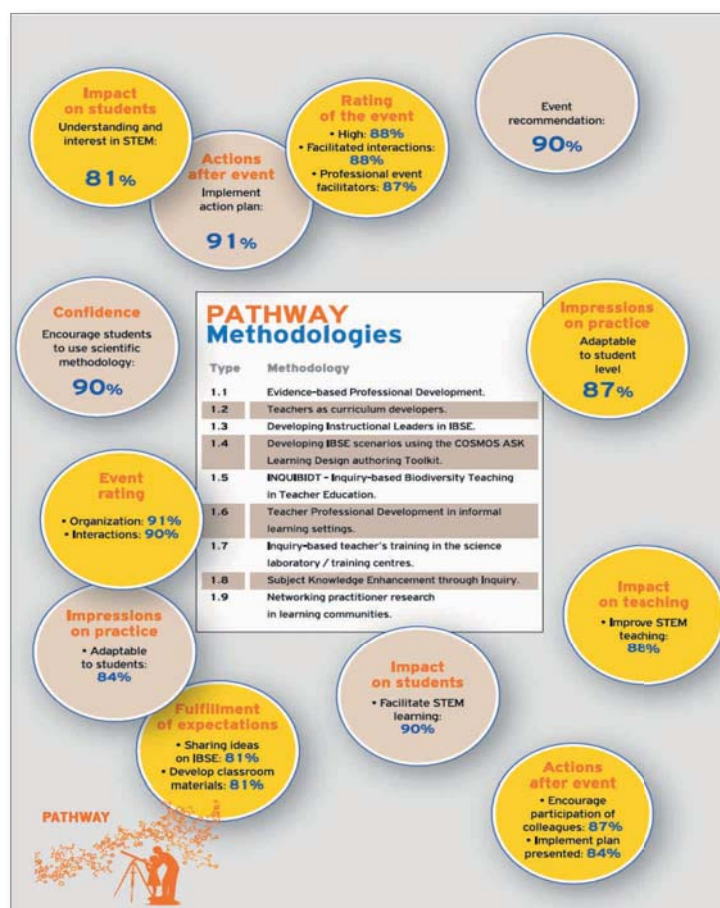 Impact
on students
Understanding and
interest in STEM:
81%
Actions
after event
Implement
action plan:
91%
Rating
of the event
• High: 88%
• Facilitated interactions:
88%
• Professional event
facilitators: 87%
Event
recommendation:
90%
Confidence
Encourage students
to use scientific
methodology:
90%
PATHWAY
Methodologies
Type Methodology
1.1 Evidence-based Professional Development.
1.2 Teachers as curriculum developers.
1.3 Developing Instructional Leaders in IBSE.
1.4 Developing IBSE scenarios using the COSMOS ASK
Learning Design authoring Toolkit.
1.5 INQUIBIDT - Inquiry-based Biodiversity Teaching
in Teacher Education.
1.6 Teacher Professional Development in informal
learning settings.
1.7 Inquiry-based teacher's training in the science
laboratory / training centres.
1.8 Subject Knowledge Enhancement through Inquiry.
1.9 Networking practitioner research
in learning communities.
Impressions
on practice
Adaptable
to student
level
87%
Event
rating
• Organization: 91%
• Interactions: 90%
Impressions
on practice
• Adaptable
to students:
84%
Fulfillment
of expectations
• Sharing ideas
on IBSE: 81%
• Develop classroom
materials: 81%
Impact
on students
• Facilitate STEM
learning:
90%
Impact
on teaching
• Improve STEM
teaching:
88%
Actions
after event
• Encourage
participation of
colleagues: 87%
• Implement plan
presented: 84%
PATHWAY